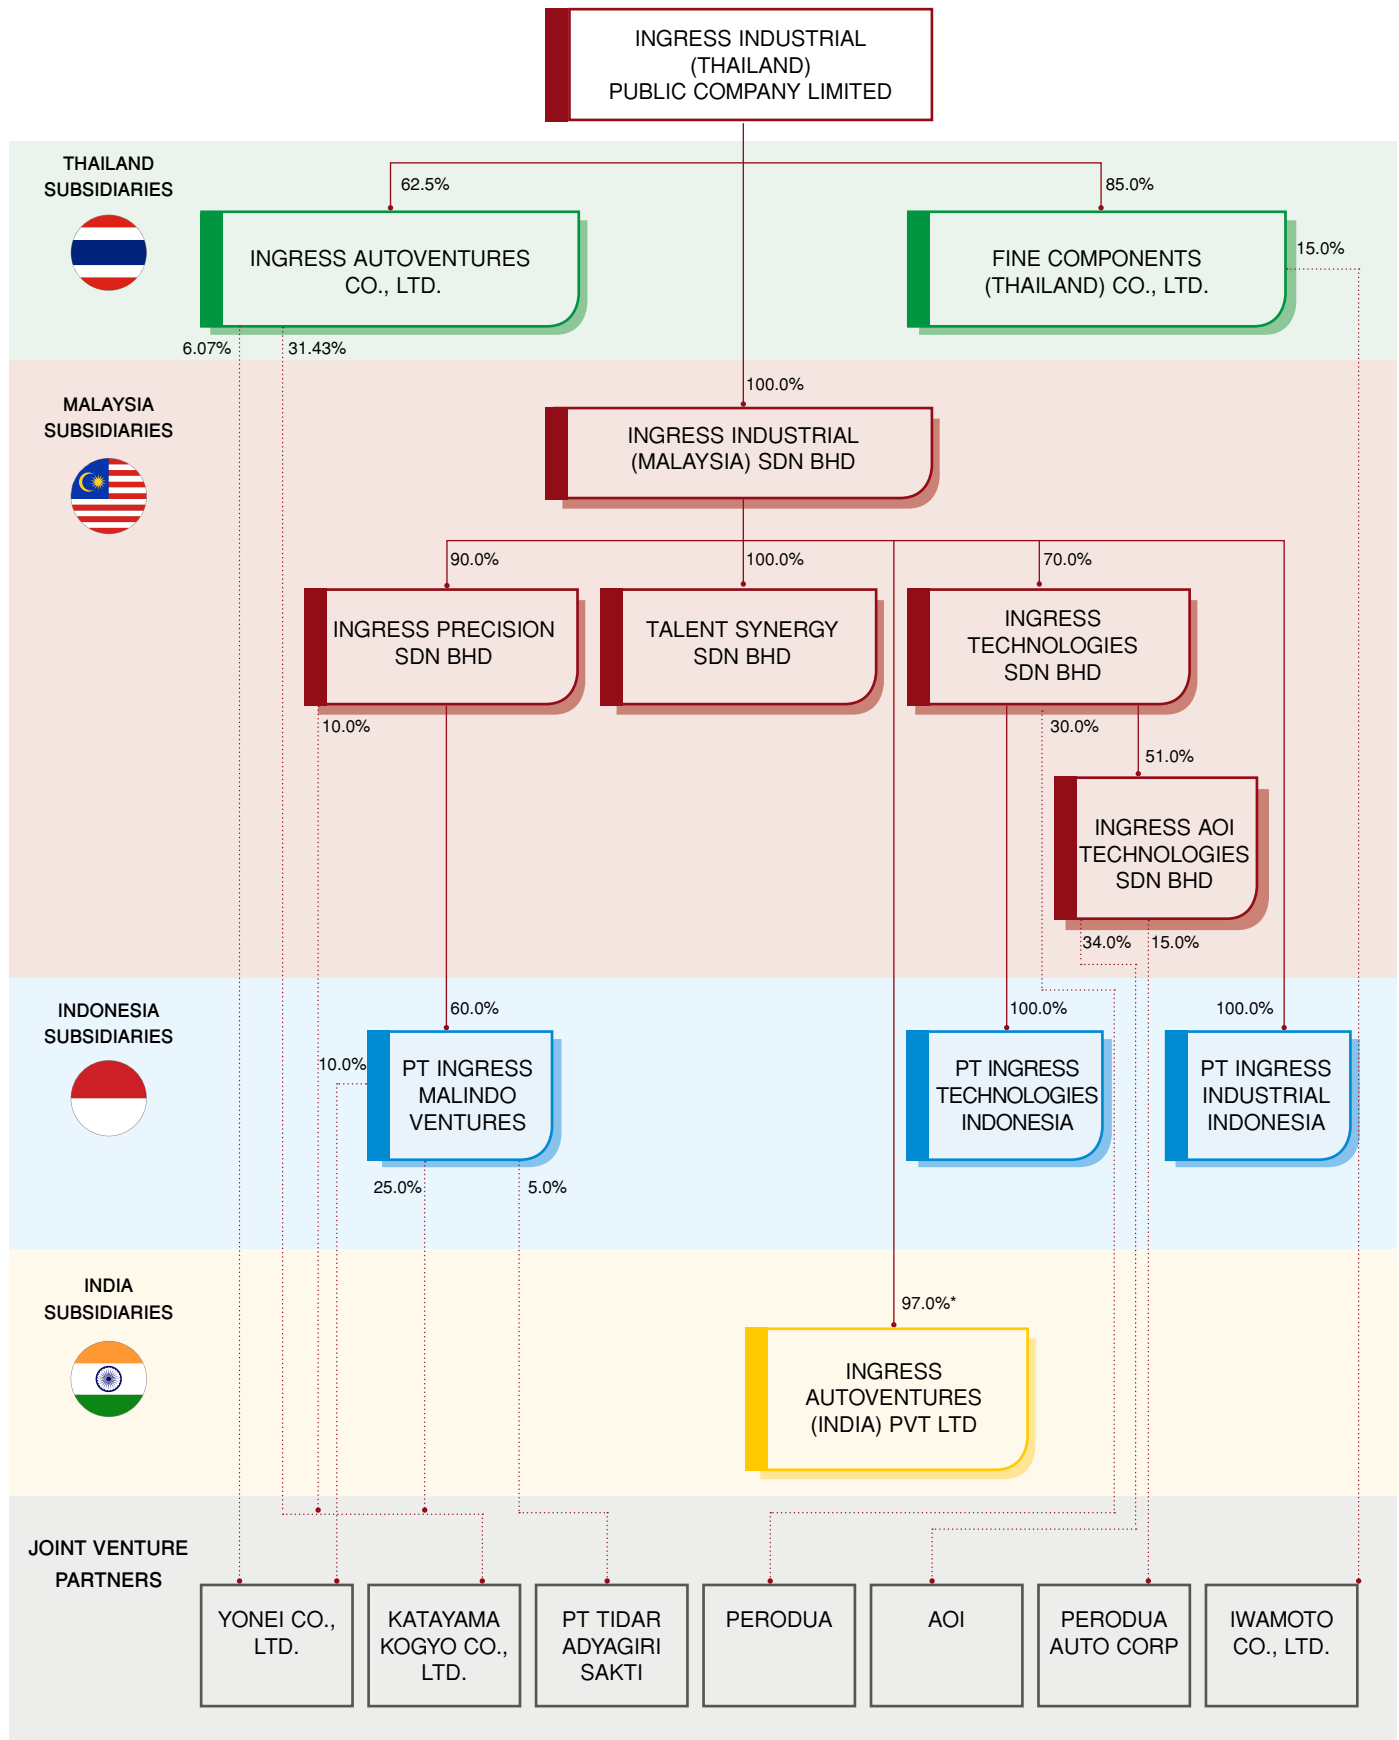 INGRESS INDUSTRIAL
(THAILAND)
PUBLIC COMPANY LIMITED
THAILAND
SUBSIDIARIES
62.5%
85.0%
INGRESS AUTOVENTURES
CO., LTD.
FINE COMPONENTS
(THAILAND) CO., LTD.
15.0%
6.07%
31.43%
MALAYSIA
SUBSIDIARIES
100.0%
INGRESS INDUSTRIAL
(MALAYSIA) SDN BHD
90.0%
100.0%
70.0%
INGRESS PRECISION
SDN BHD
TALENT SYNERGY
SDN BHD
INGRESS
TECHNOLOGIES
SDN BHD
10.0%
30.0%
51.0%
INGRESS AOI
TECHNOLOGIES
SDN BHD
34.0%
15.0%
INDONESIA
SUBSIDIARIES
60.0%
100.0%
100.0%
10.0%
PT INGRESS
MALINDO
VENTURES
PT INGRESS
TECHNOLOGIES
INDONESIA
PT INGRESS
INDUSTRIAL
INDONESIA
25.0%
5.0%
INDIA
SUBSIDIARIES
97.0%*
INGRESS
AUTOVENTURES
(INDIA) PVT LTD
JOINT VENTURE
PARTNERS
YONEI CO.,
LTD.
KATAYAMA
KOGYO CO.,
LTD.
PT TIDAR
ADYAGIRI
SAKTI
PERODUA
AOI
PERODUA
AUTO CORP
IWAMOTO
CO., LTD.